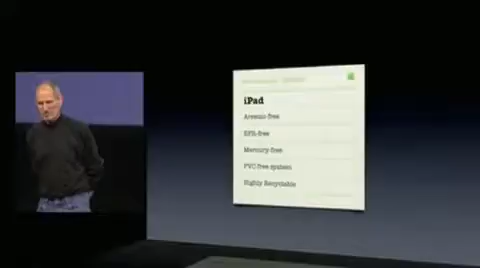 iPad
Arsenic-free
BFR-free
Mercury-free
PVC-free system
Highly Recyclable